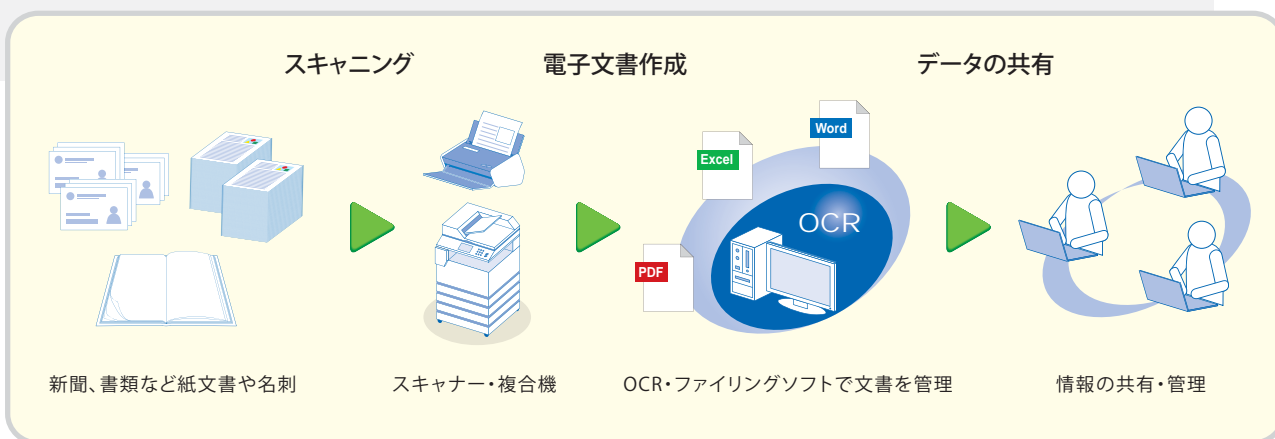 スキャニング
電子文書作成
データの共有
Word
Excel
OCR
PDF
新聞、書類など紙文書や名刺
スキャナー・複合機
OCR・ファイリングソフトで文書を管理
情報の共有・管理